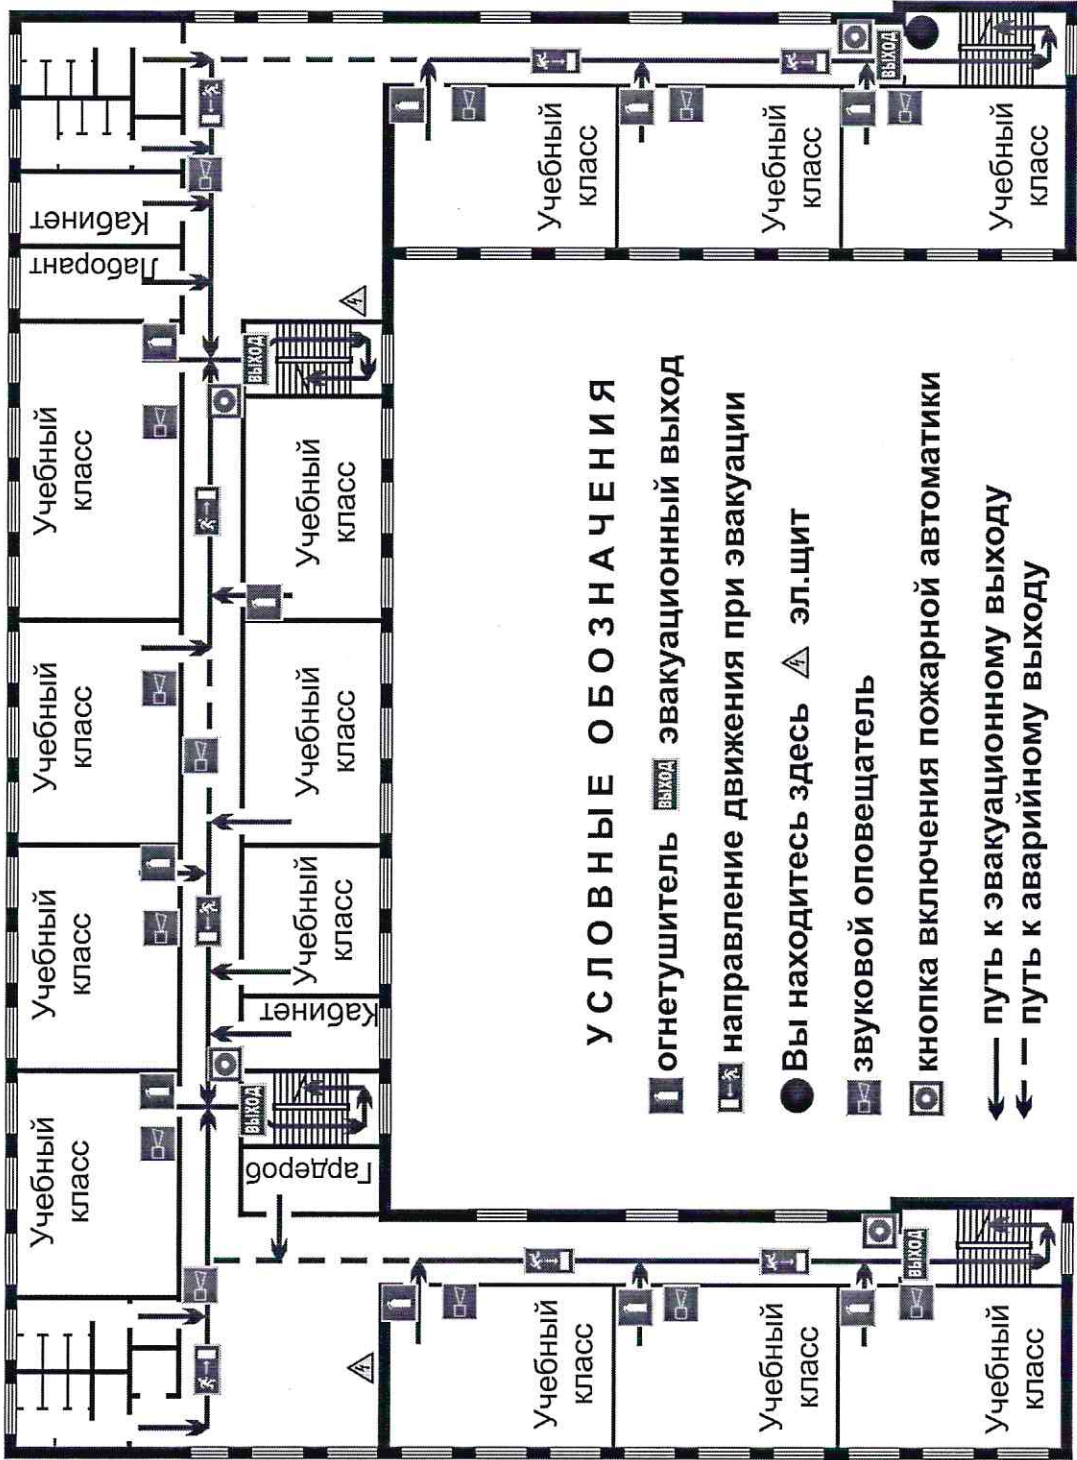 Учебный
класс
Учебный
класс
Учебный
класс
Учебный
класс
Лаборант
Кабинет
Гардероб
ВЫХОД
Кабинет
Учебный
класс
Учебный
класс
Учебный
класс
ВЫХОД
Учебный
класс
Учебный
класс
Учебный
класс
ВЫХОД
Учебный
класс
Учебный
класс
Учебный
класс
ВЫХОД
УСЛОВНЫЕ ОБОЗНАЧЕНИЯ
огнетушитель ВЫХОД эвакуационный выход
направление движения при эвакуации
Вы находитесь здесь эл.щит
звуковой оповещатель
кнопка включения пожарной автоматики
путь к эвакуационному выходу
путь к аварийному выходу